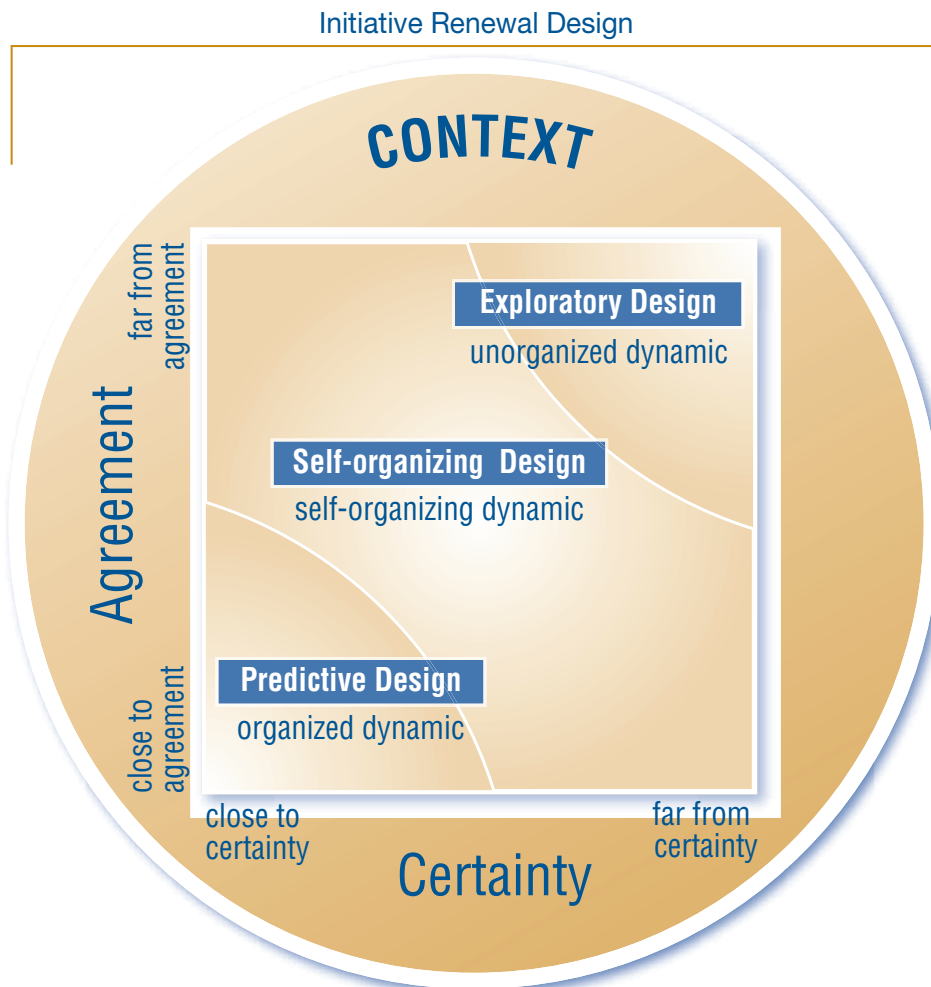 Initiative Renewal Design
CONTEXT
far from
agreement
Exploratory Design
unorganized dynamic
Agreement
Self-organizing Design
self-organizing dynamic
Predictive Design
organized dynamic
close to
agreement
close to
certainty
far from
certainty
Certainty